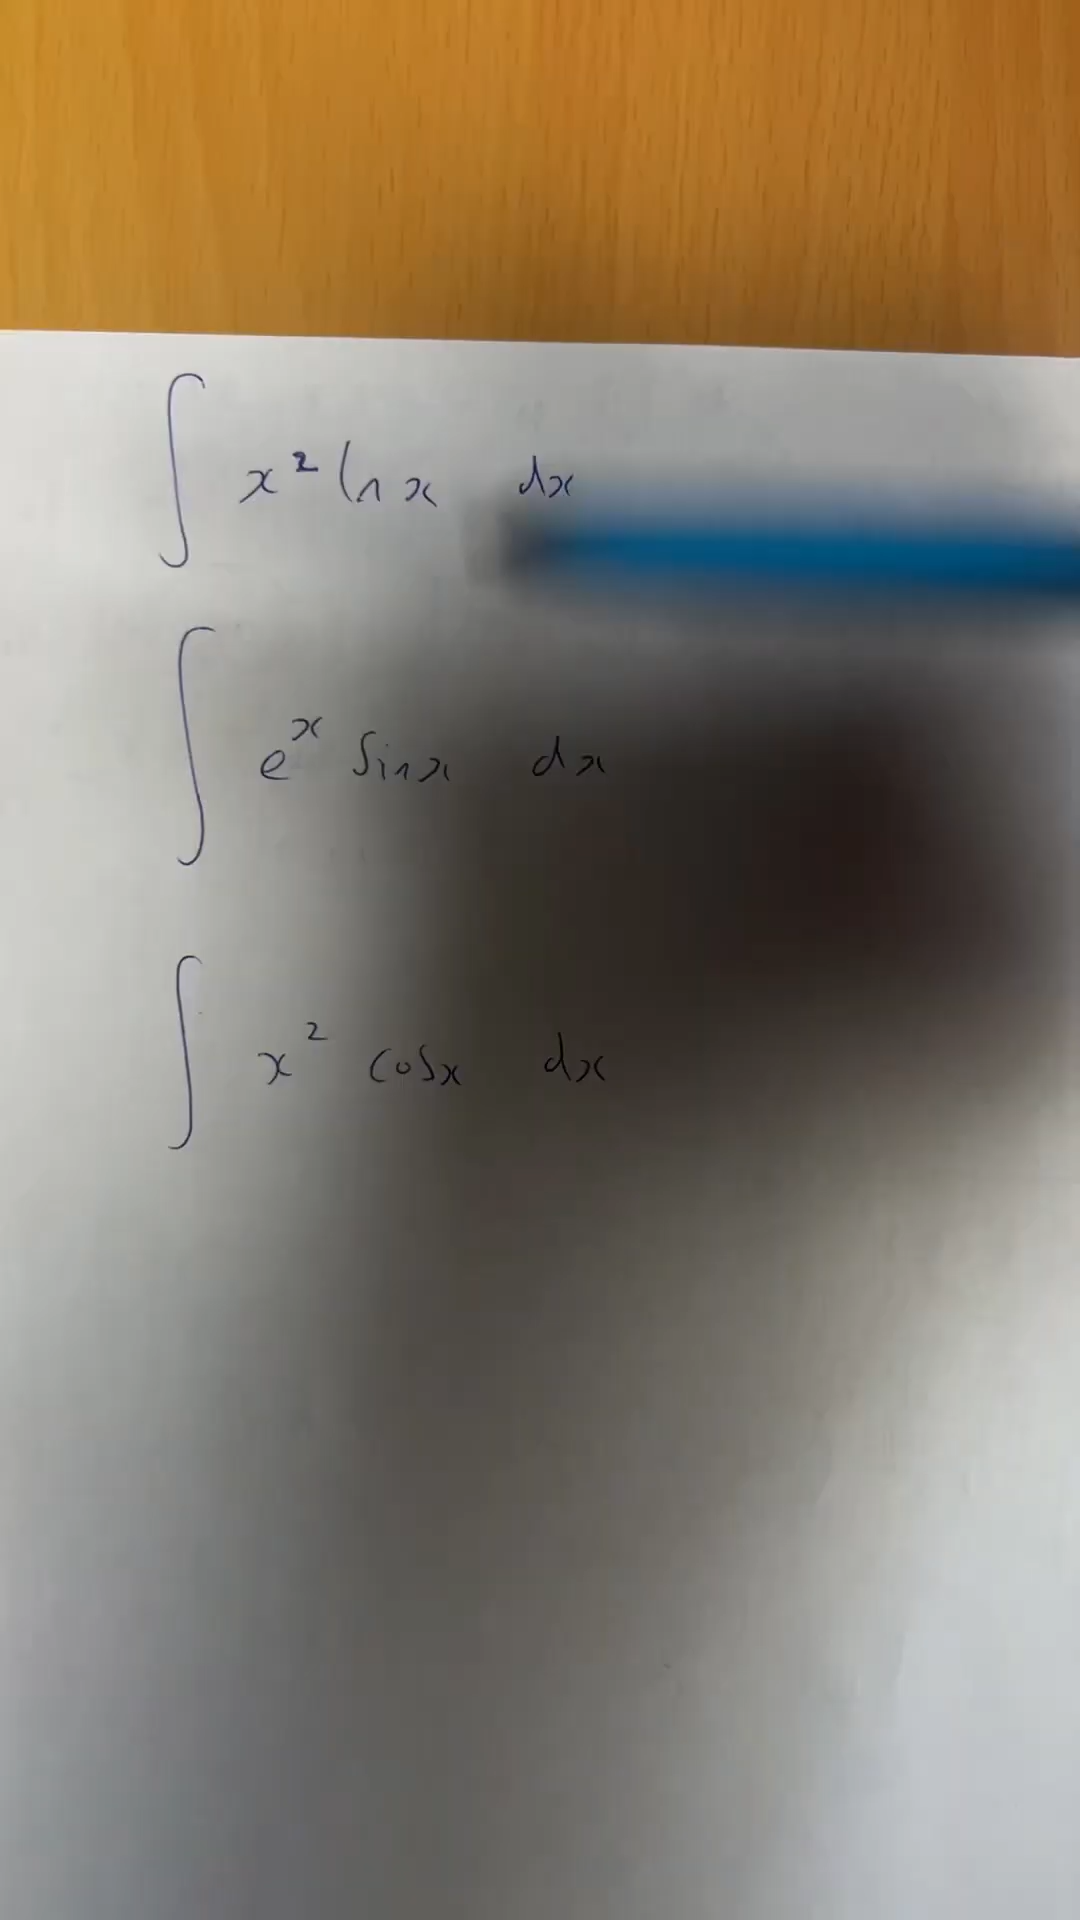 ∫ x² ln x dx
∫ eˣ sin x dx
∫ x² cos x dx